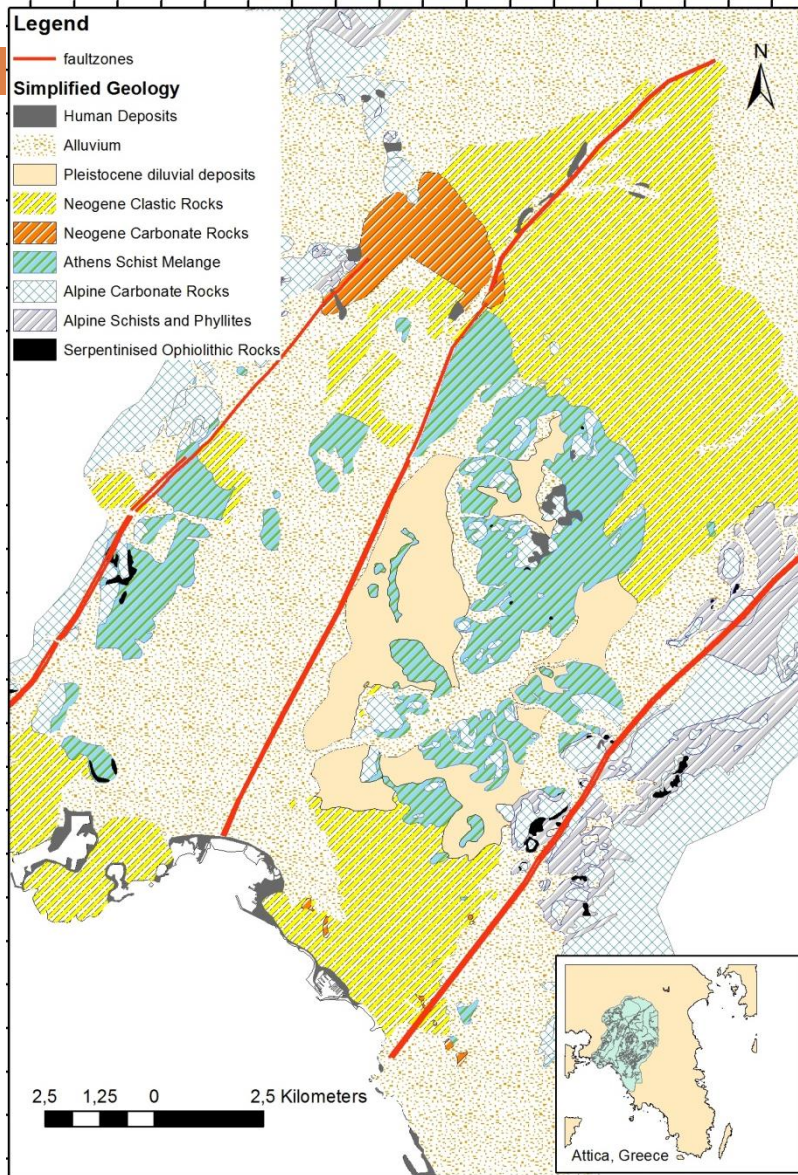 Legend
faultzones
Simplified Geology
Human Deposits
Alluvium
Pleistocene diluvial deposits
Neogene Clastic Rocks
Neogene Carbonate Rocks
Athens Schist Melange
Alpine Carbonate Rocks
Alpine Schists and Phyllites
Serpentinised Ophiolithic Rocks
N
2,5 1,25 0 2,5 Kilometers
Attica, Greece